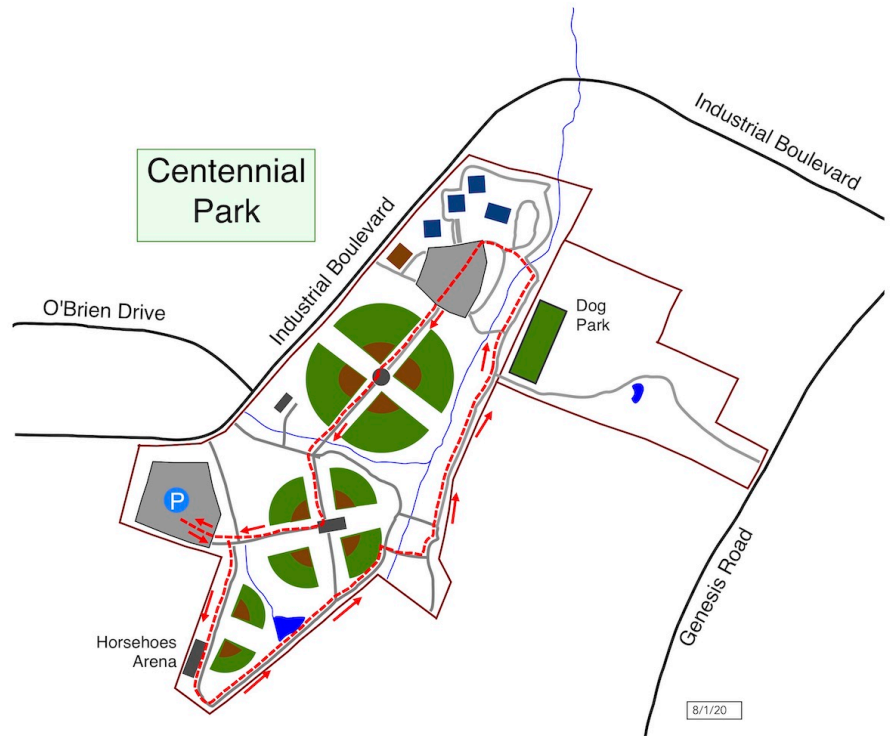 Industrial Boulevard
Centennial
Park
Industrial Boulevard
O'Brien Drive
Dog
Park
P
Genesis Road
Horsehoes
Arena
8/1/20